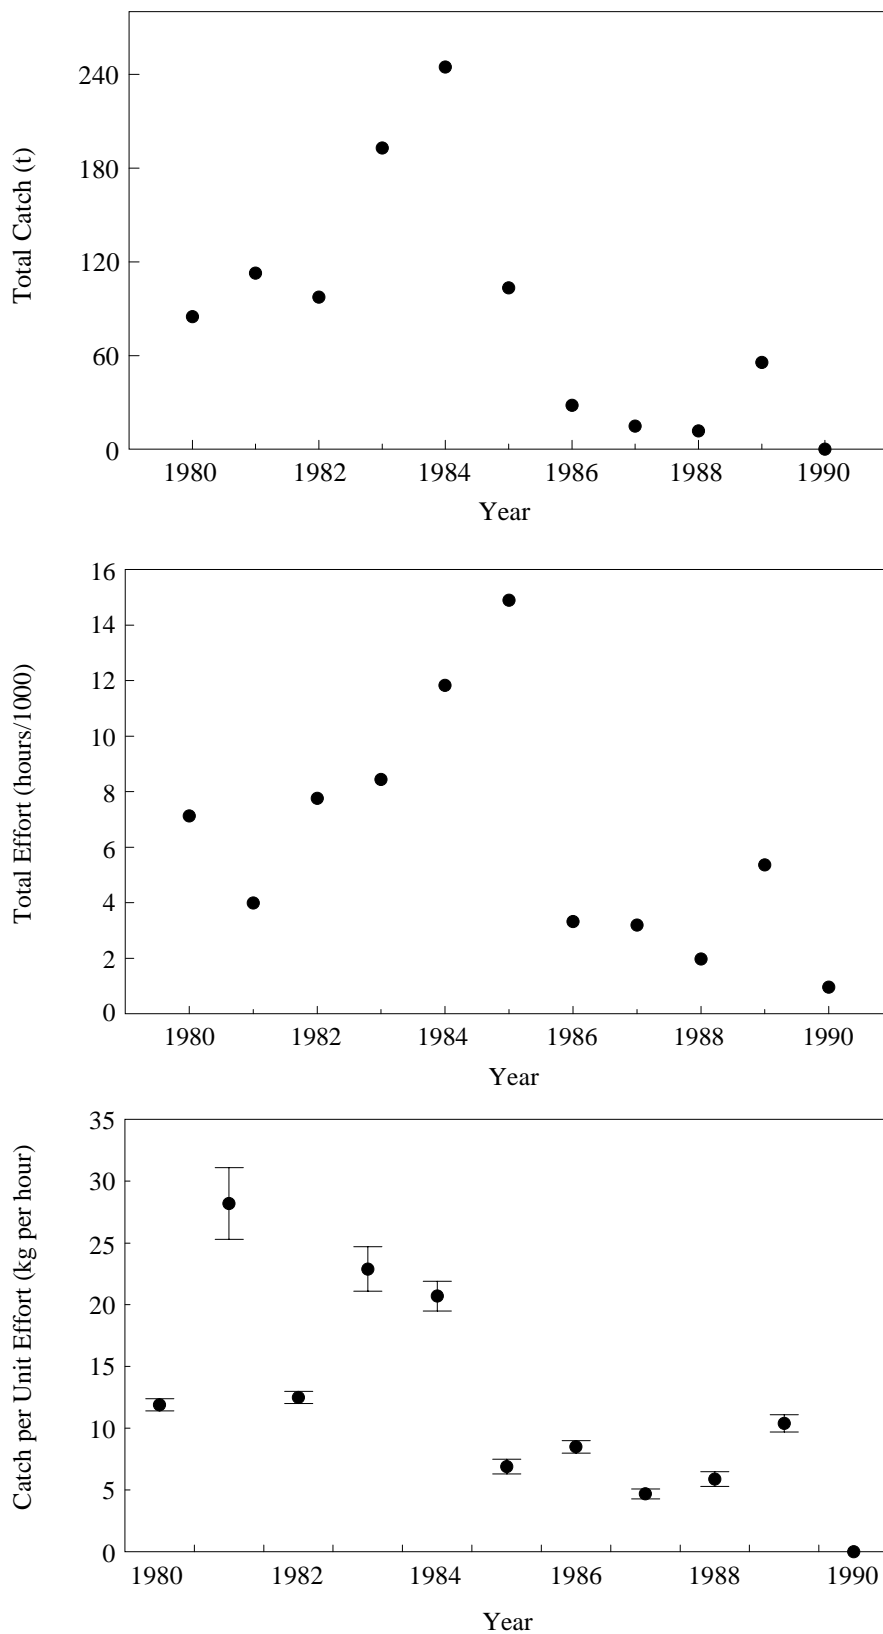 Total Catch (t)
240
180
120
60
0
1980 1982 1984 1986 1988 1990
Year
Total Effort (hours/1000)
16
14
12
10
8
6
4
2
0
1980 1982 1984 1986 1988 1990
Year
Catch per Unit Effort (kg per hour)
35
30
25
20
15
10
5
0
1980 1982 1984 1986 1988 1990
Year